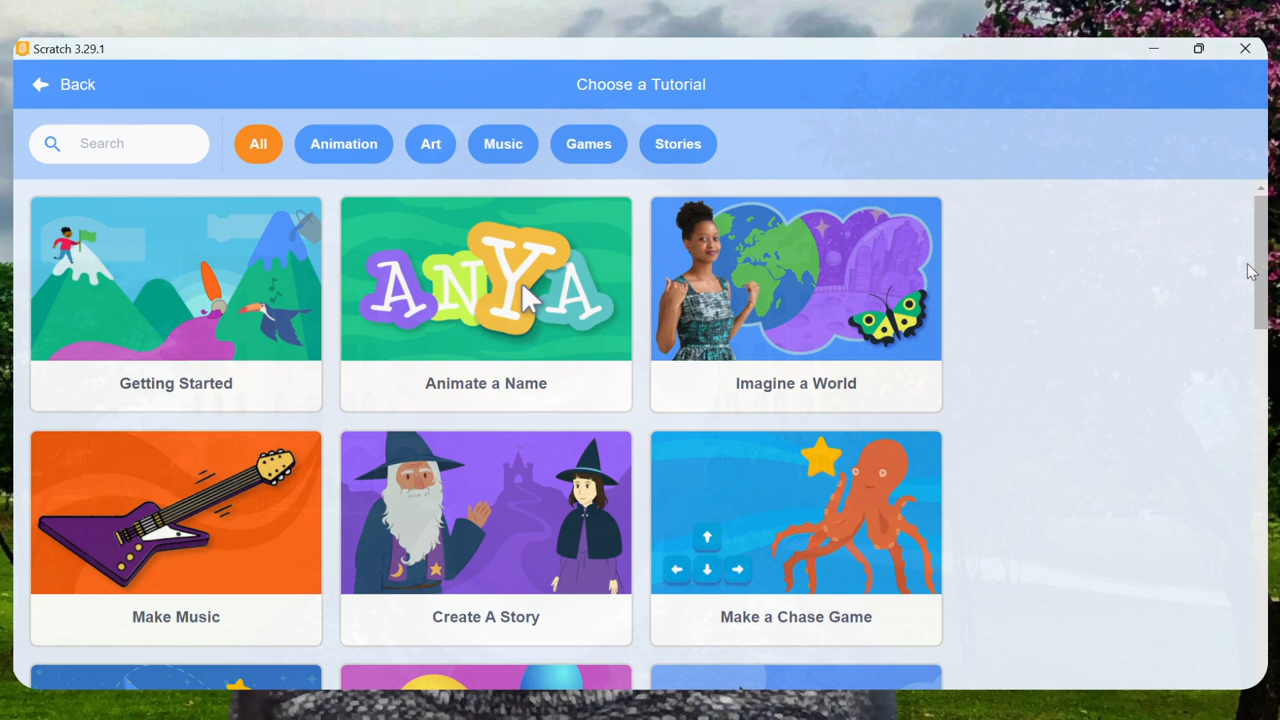 Scratch 3.29.1
Back
Choose a Tutorial
Search
All
Animation
Art
Music
Games
Stories
ANYA
Getting Started
Animate a Name
Imagine a World
Make Music
Create A Story
Make a Chase Game